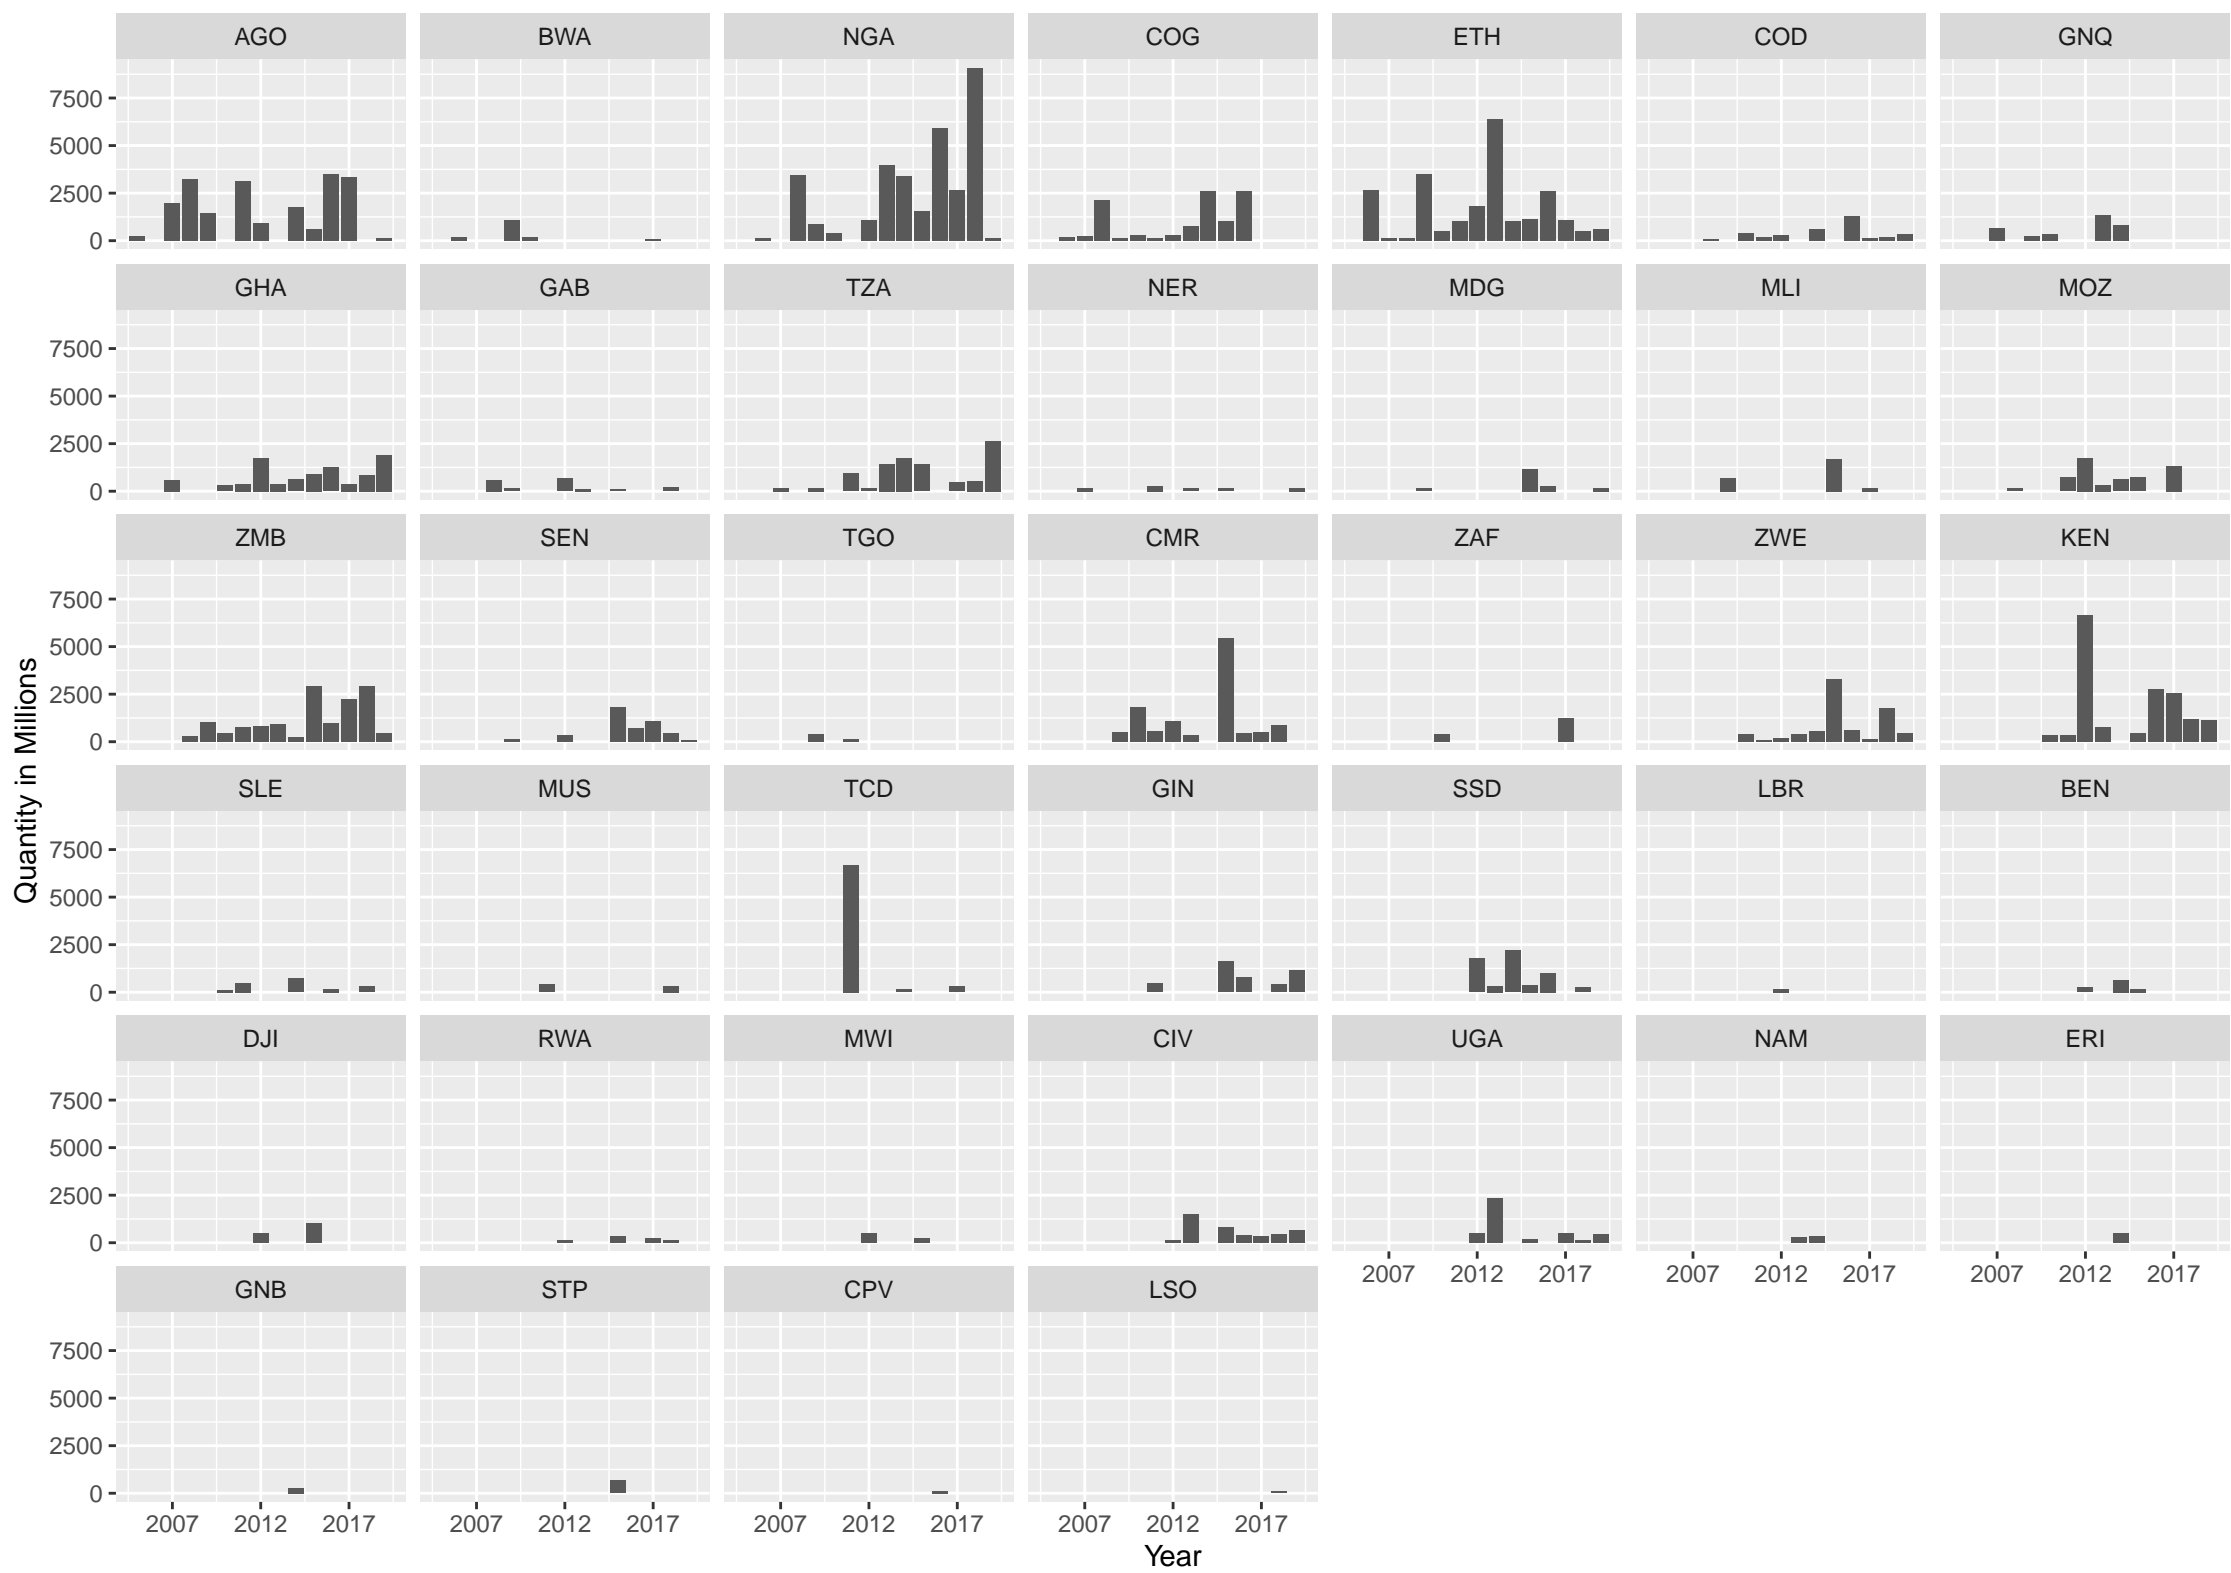 AGO BWA NGA COG ETH COD GNQ
7500
5000
2500
0
GHA GAB TZA NER MDG MLI MOZ
7500
5000
2500
0
ZMB SEN TGO CMR ZAF ZWE KEN
7500
5000
2500
0
Quantity in Millions
SLE MUS TCD GIN SSD LBR BEN
7500
5000
2500
0
DJI RWA MWI CIV UGA NAM ERI
7500
5000
2500
0
2007 2012 2017 2007 2012 2017 2007 2012 2017
GNB STP CPV LSO
7500
5000
2500
0
2007 2012 2017 2007 2012 2017 2007 2012 2017 2007 2012 2017
Year